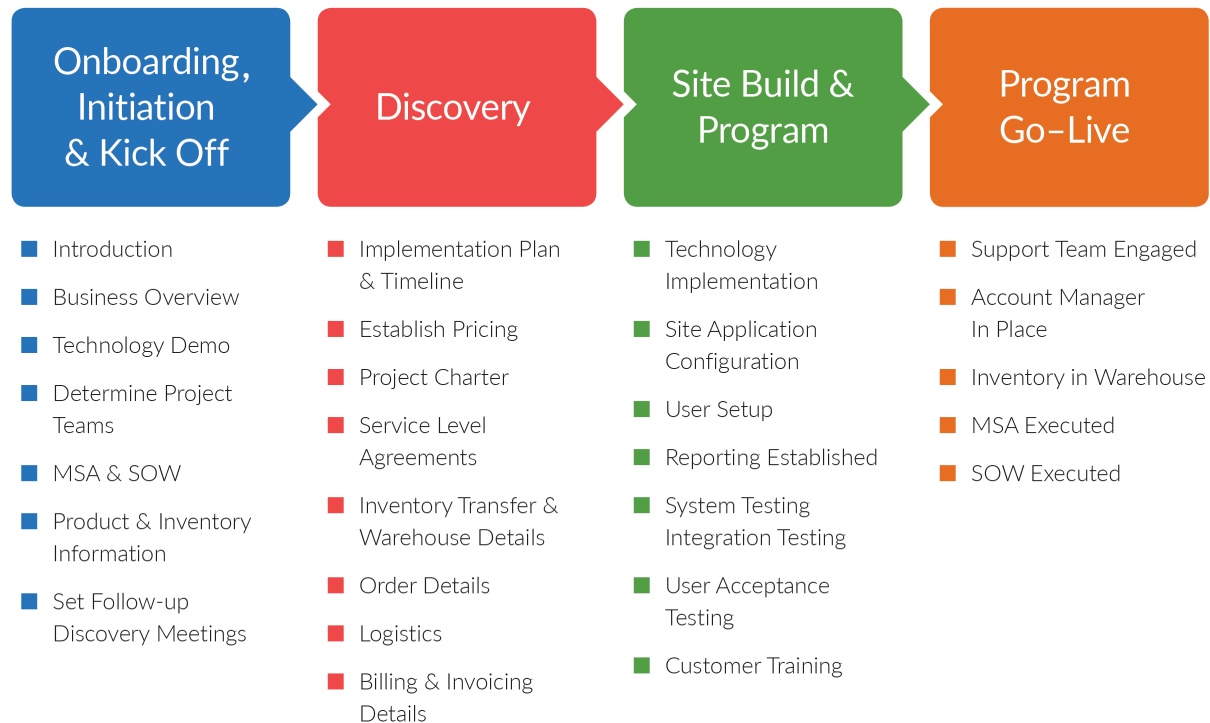 Onboarding,
Initiation
& Kick Off
Discovery
Site Build &
Program
Program
Go–Live
Introduction
Business Overview
Technology Demo
Determine Project
Teams
MSA & SOW
Product & Inventory
Information
Set Follow-up
Discovery Meetings
Implementation Plan
& Timeline
Establish Pricing
Project Charter
Service Level
Agreements
Inventory Transfer &
Warehouse Details
Order Details
Logistics
Billing & Invoicing
Details
Technology
Implementation
Site Application
Configuration
User Setup
Reporting Established
System Testing
Integration Testing
User Acceptance
Testing
Customer Training
Support Team Engaged
Account Manager
In Place
Inventory in Warehouse
MSA Executed
SOW Executed